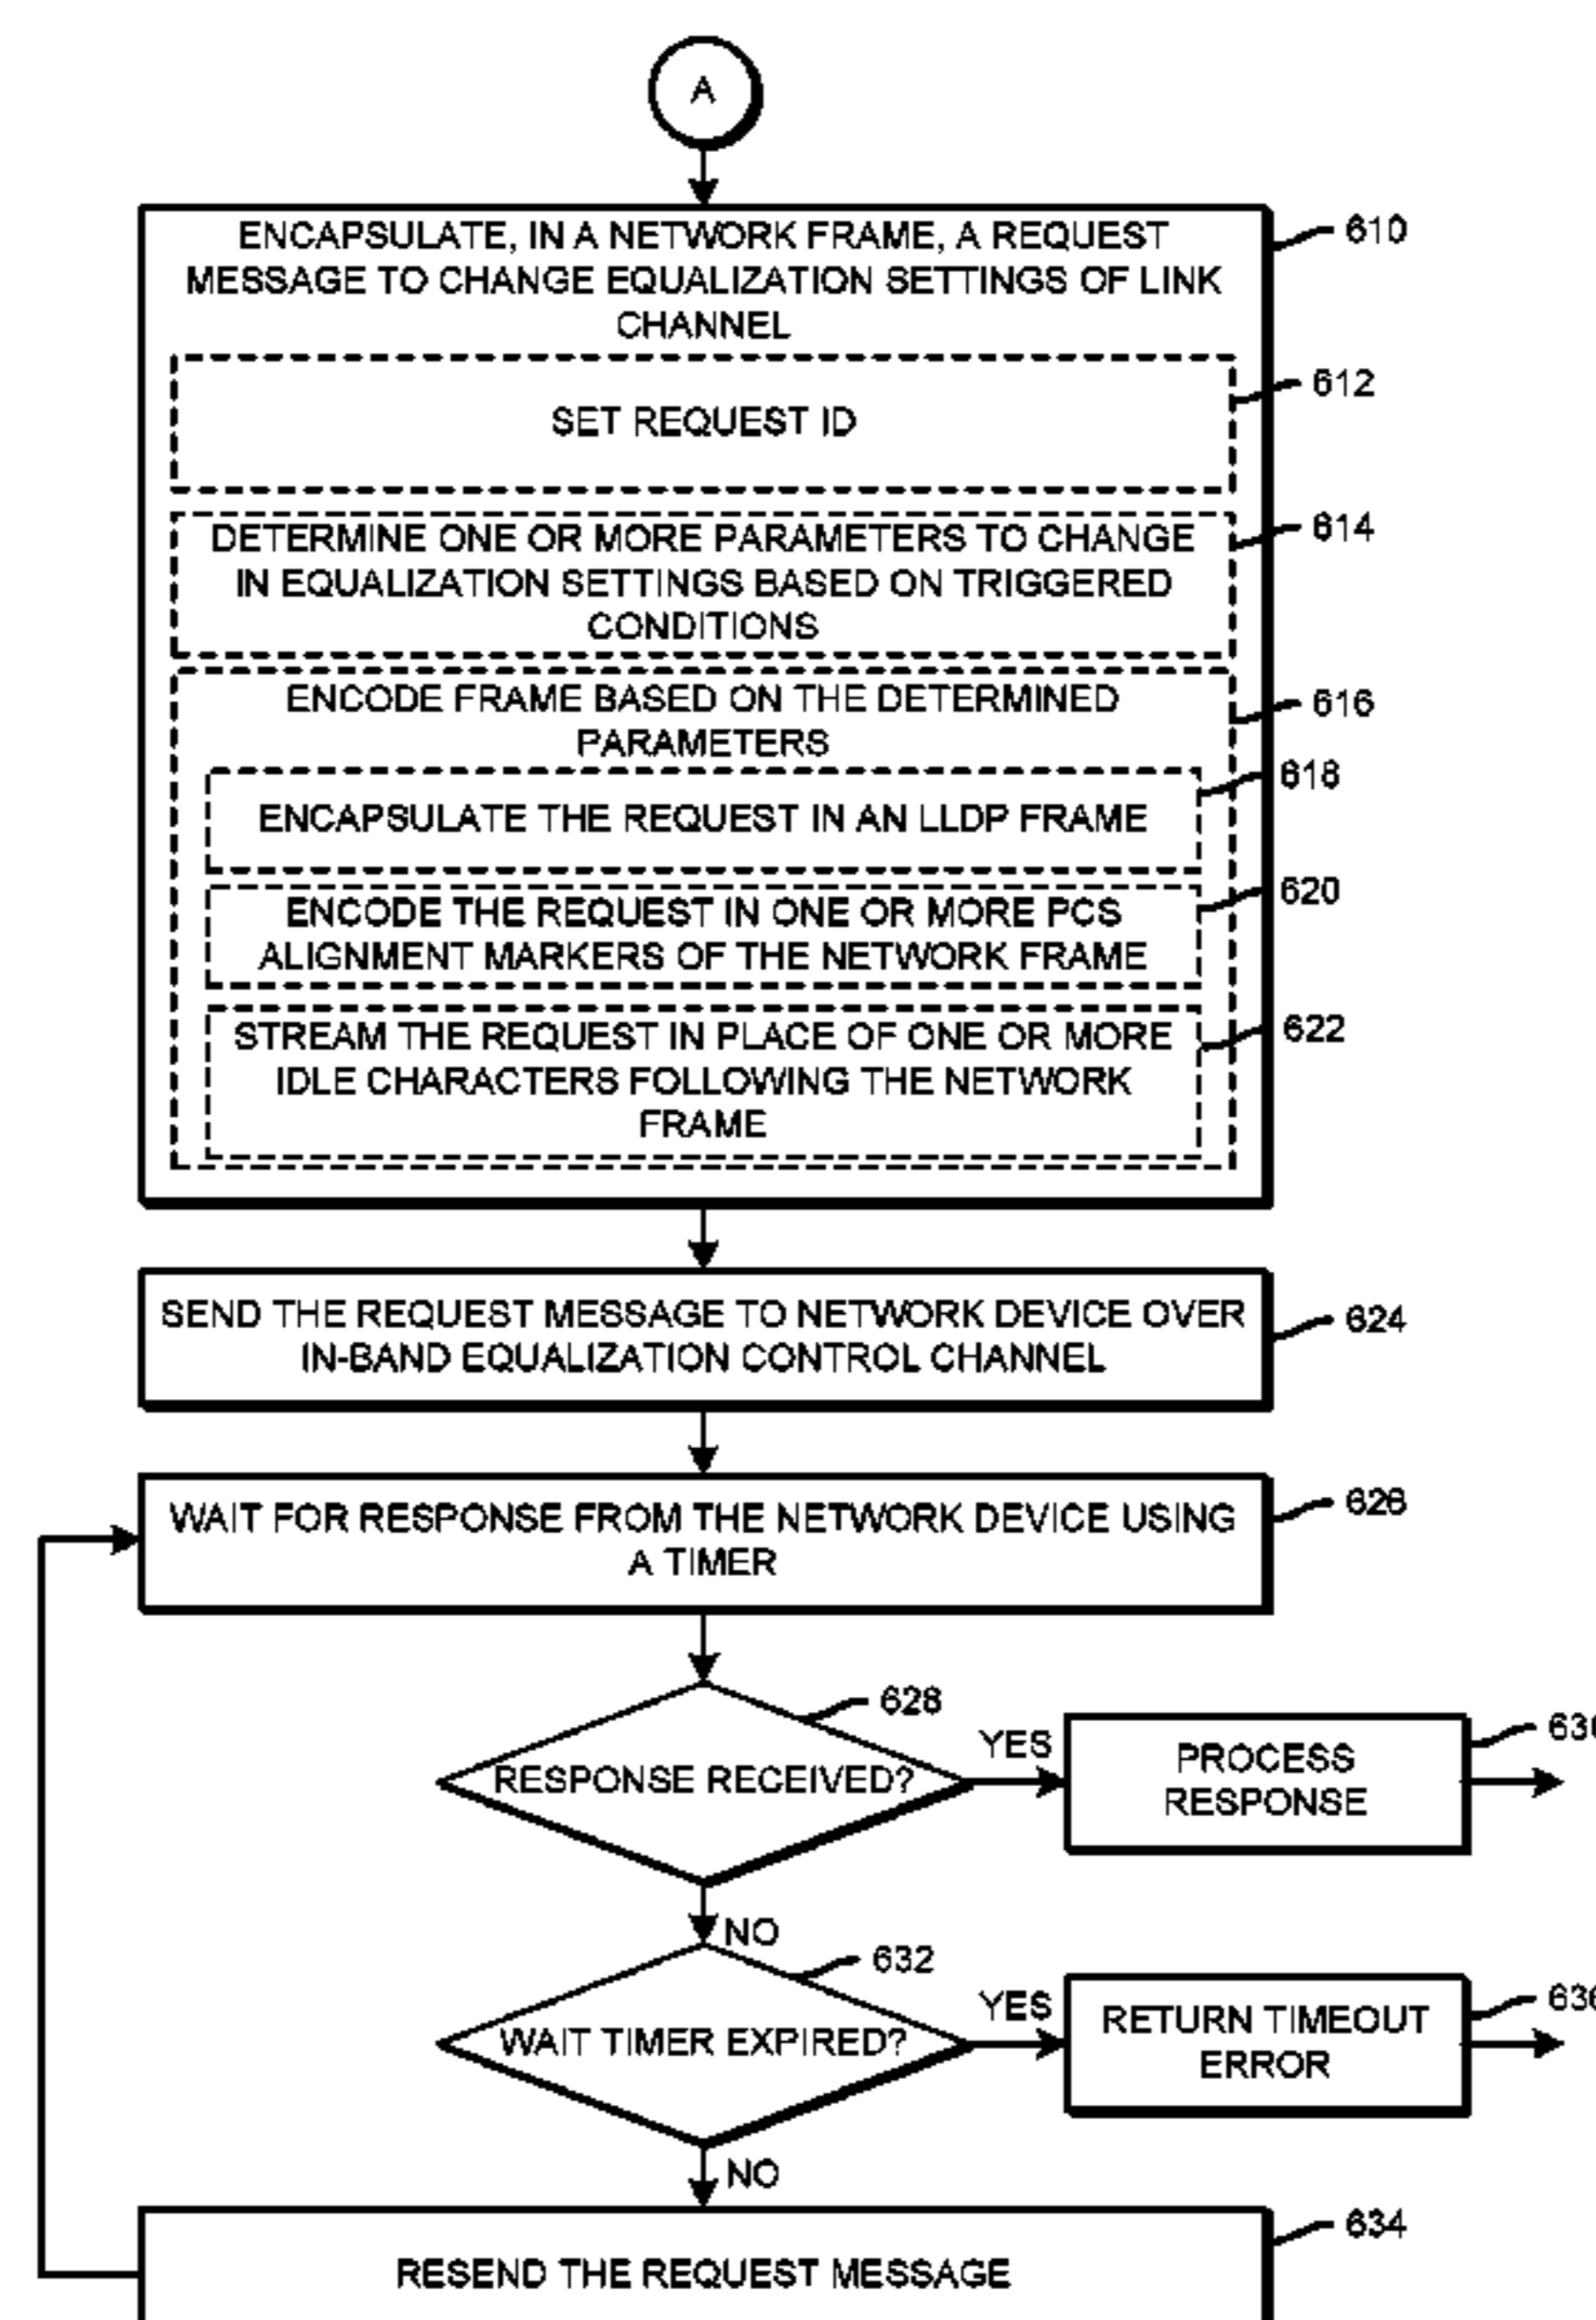 A
ENCAPSULATE, IN A NETWORK FRAME, A REQUEST
MESSAGE TO CHANGE EQUALIZATION SETTINGS OF LINK
CHANNEL
610
SET REQUEST ID
612
DETERMINE ONE OR MORE PARAMETERS TO CHANGE
IN EQUALIZATION SETTINGS BASED ON TRIGGERED
CONDITIONS
614
ENCODE FRAME BASED ON THE DETERMINED
PARAMETERS
616
ENCAPSULATE THE REQUEST IN AN LLDP FRAME
618
ENCODE THE REQUEST IN ONE OR MORE PCS
ALIGNMENT MARKERS OF THE NETWORK FRAME
620
STREAM THE REQUEST IN PLACE OF ONE OR MORE
IDLE CHARACTERS FOLLOWING THE NETWORK
FRAME
622
SEND THE REQUEST MESSAGE TO NETWORK DEVICE OVER
IN-BAND EQUALIZATION CONTROL CHANNEL
624
WAIT FOR RESPONSE FROM THE NETWORK DEVICE USING
A TIMER
626
RESPONSE RECEIVED?
628
YES
PROCESS
RESPONSE
NO
WAIT TIMER EXPIRED?
632
YES
RETURN TIMEOUT
ERROR
NO
RESEND THE REQUEST MESSAGE
634